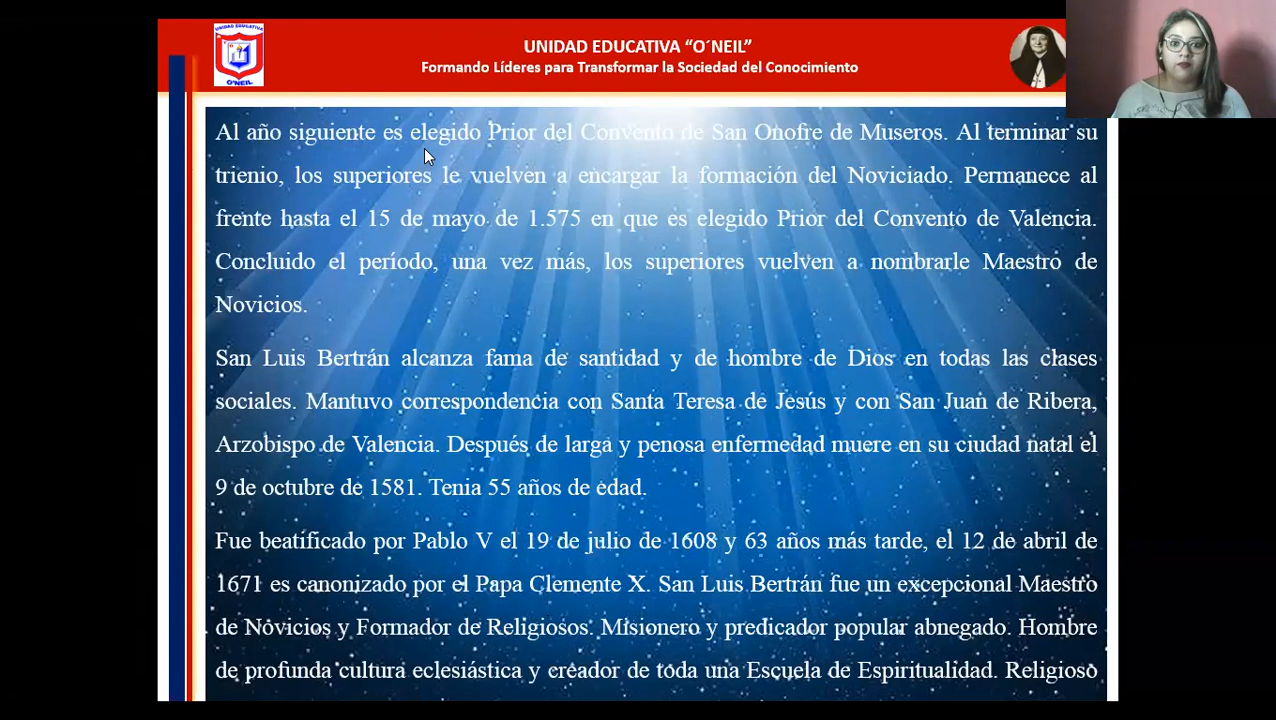 UNIDAD EDUCATIVA
O´NEIL
UNIDAD EDUCATIVA “O´NEIL”
Formando Líderes para Transformar la Sociedad del Conocimiento
Al año siguiente es elegido Prior del Convento de San Onofre de Museros. Al terminar su
trienio, los superiores le vuelven a encargar la formación del Noviciado. Permanece al
frente hasta el 15 de mayo de 1.575 en que es elegido Prior del Convento de Valencia.
Concluido el período, una vez más, los superiores vuelven a nombrarle Maestro de
Novicios.
San Luis Bertrán alcanza fama de santidad y de hombre de Dios en todas las clases
sociales. Mantuvo correspondencia con Santa Teresa de Jesús y con San Juan de Ribera,
Arzobispo de Valencia. Después de larga y penosa enfermedad muere en su ciudad natal el
9 de octubre de 1581. Tenia 55 años de edad.
Fue beatificado por Pablo V el 19 de julio de 1608 y 63 años más tarde, el 12 de abril de
1671 es canonizado por el Papa Clemente X. San Luis Bertrán fue un excepcional Maestro
de Novicios y Formador de Religiosos. Misionero y predicador popular abnegado. Hombre
de profunda cultura eclesiástica y creador de toda una Escuela de Espiritualidad. Religioso